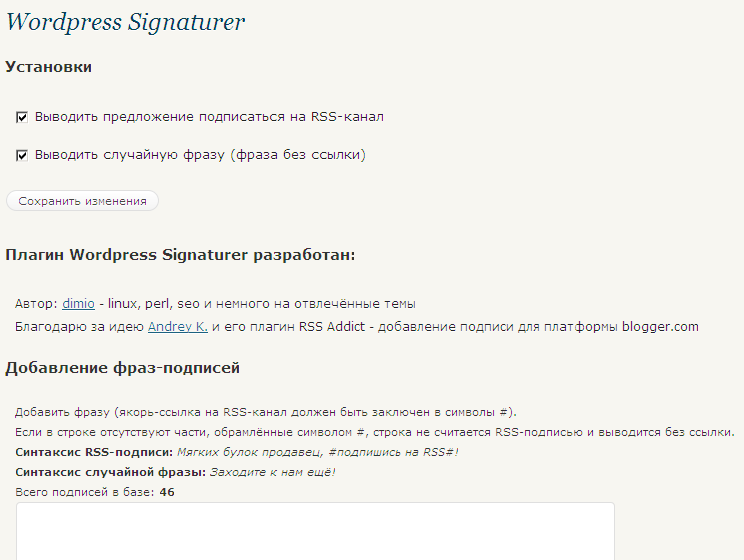 Wordpress Signaturer
Установки
Выводить предложение подписаться на RSS-канал
Выводить случайную фразу (фраза без ссылки)
Сохранить изменения
Плагин Wordpress Signaturer разработан:
Автор: dimio - linux, perl, seo и немного на отвлечённые темы
Благодарю за идею Andrey K. и его плагин RSS Addict - добавление подписи для платформы blogger.com
Добавление фраз-подписей
Добавить фразу (якорь-ссылка на RSS-канал должен быть заключен в символы #).
Если в строке отсутствуют части, обрамлённые символом #, строка не считается RSS-подписью и выводится без ссылки.
Синтаксис RSS-подписи: Мягких булок продавец, #подпишись на RSS#!
Синтаксис случайной фразы: Заходите к нам ещё!
Всего подписей в базе: 46